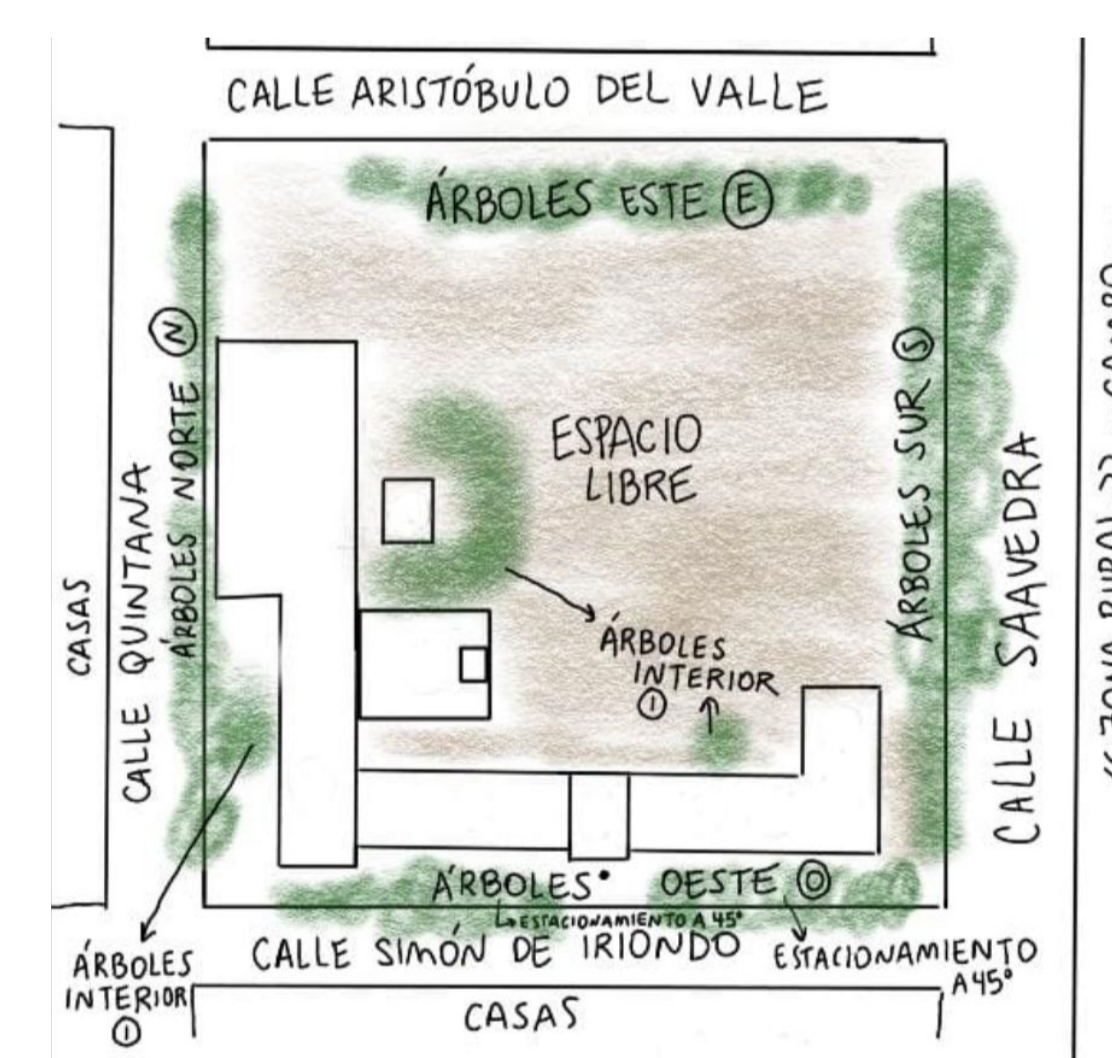 CALLE ARISTÓBULO DEL VALLE
ÁRBOLES ESTE Ⓔ
CASAS
CALLE QUINTANA
ÁRBOLES NORTE Ⓝ
ESPACIO
LIBRE
ÁRBOLES
INTERIOR
Ⓘ
ÁRBOLES SUR Ⓢ
CALLE SAAVEDRA
ÁRBOLES OESTE Ⓞ
ESTACIONAMIENTO A 45°
CALLE SIMÓN DE IRIONDO
ESTACIONAMIENTO
A 45°
ÁRBOLES
INTERIOR
Ⓘ
CASAS